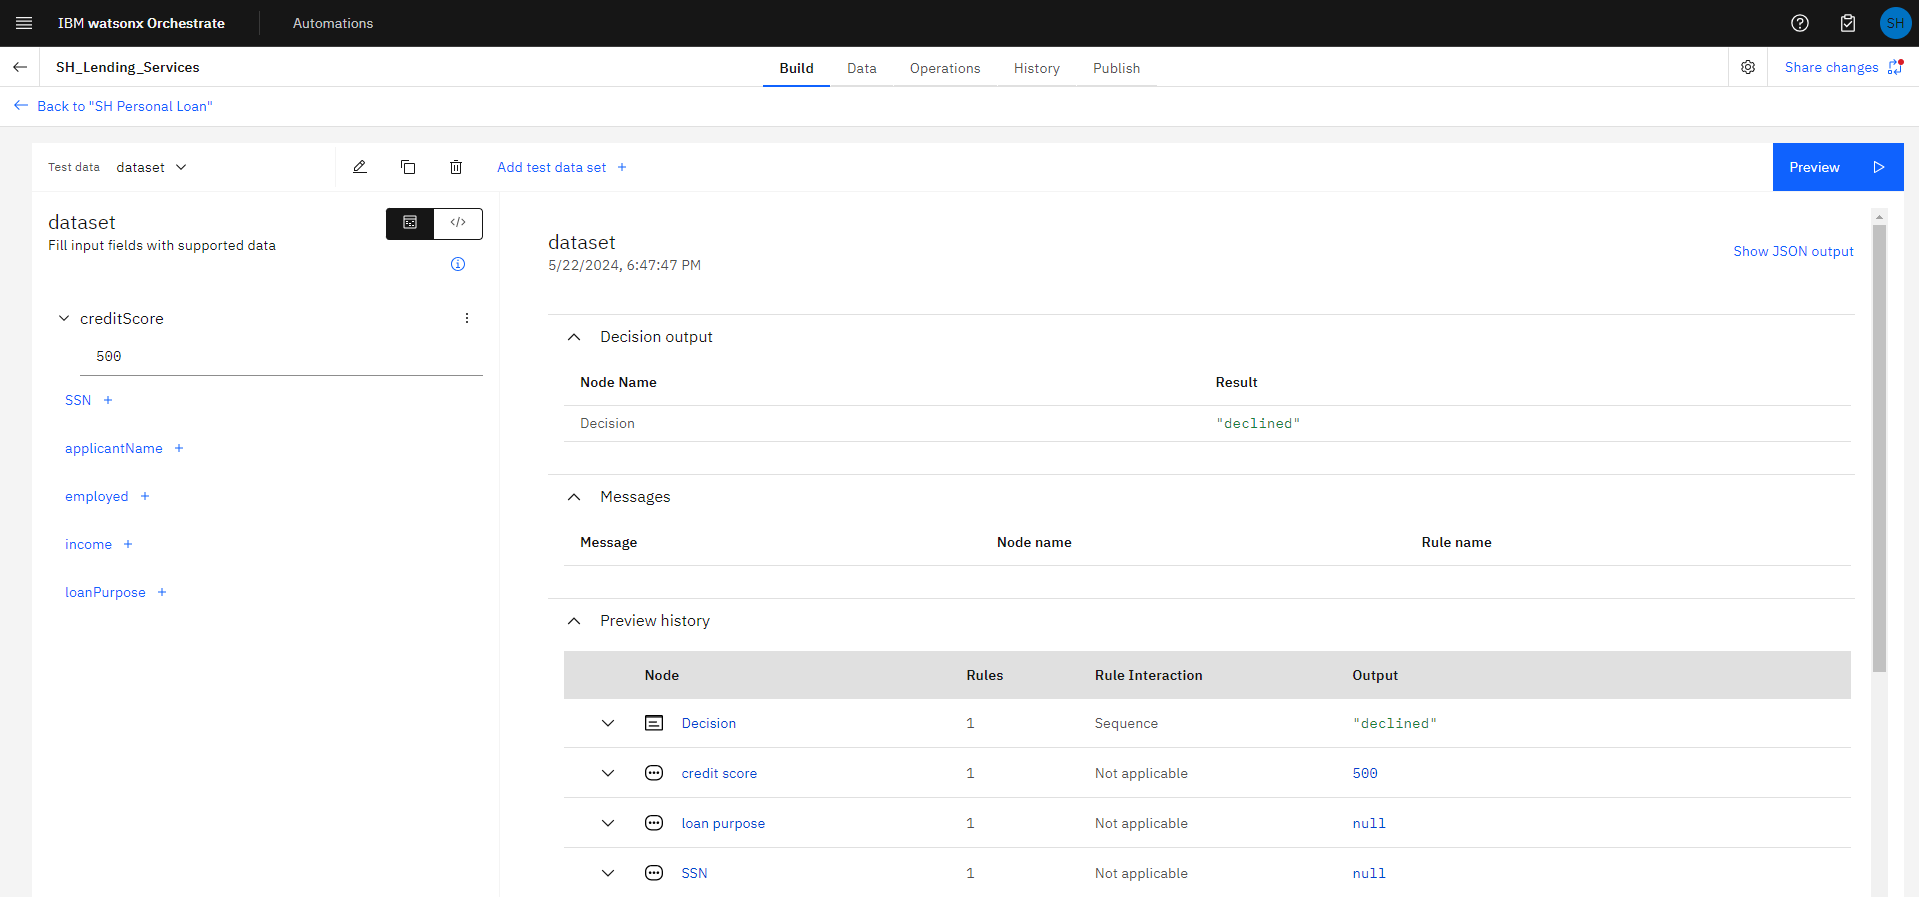 IBM watsonx Orchestrate
Automations
SH
SH_Lending_Services
Build
Data
Operations
History
Publish
Share changes
Back to "SH Personal Loan"
Test data
dataset
Add test data set +
Preview
dataset
Fill input fields with supported data
</>
creditScore
500
SSN +
applicantName +
employed +
income +
loanPurpose +
dataset
5/22/2024, 6:47:47 PM
Show JSON output
Decision output
Node Name Result
Decision "declined"
Messages
Message Node name Rule name
Preview history
Node Rules Rule Interaction Output
Decision 1 Sequence "declined"
credit score 1 Not applicable 500
loan purpose 1 Not applicable null
SSN 1 Not applicable null